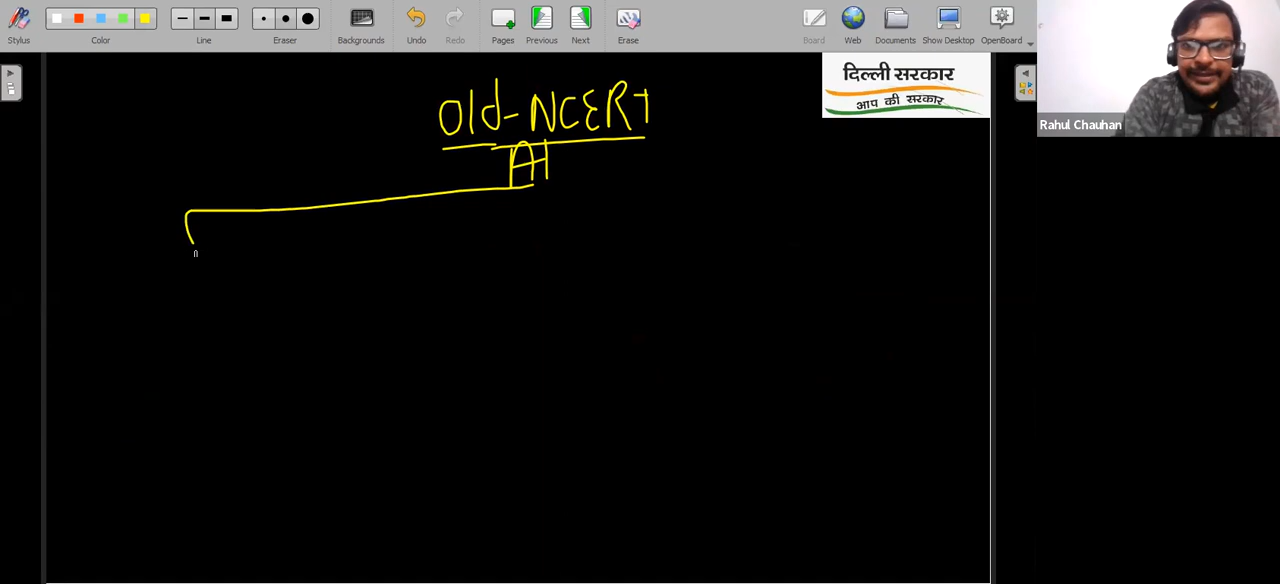 Stylus
Color
Line
Eraser
Backgrounds
Undo
Redo
Pages
Previous
Next
Erase
Board
Web
Documents
Show Desktop
OpenBoard
दिल्ली सरकार
आप की सरकार
Rahul Chauhan
Old-NCERT
AH